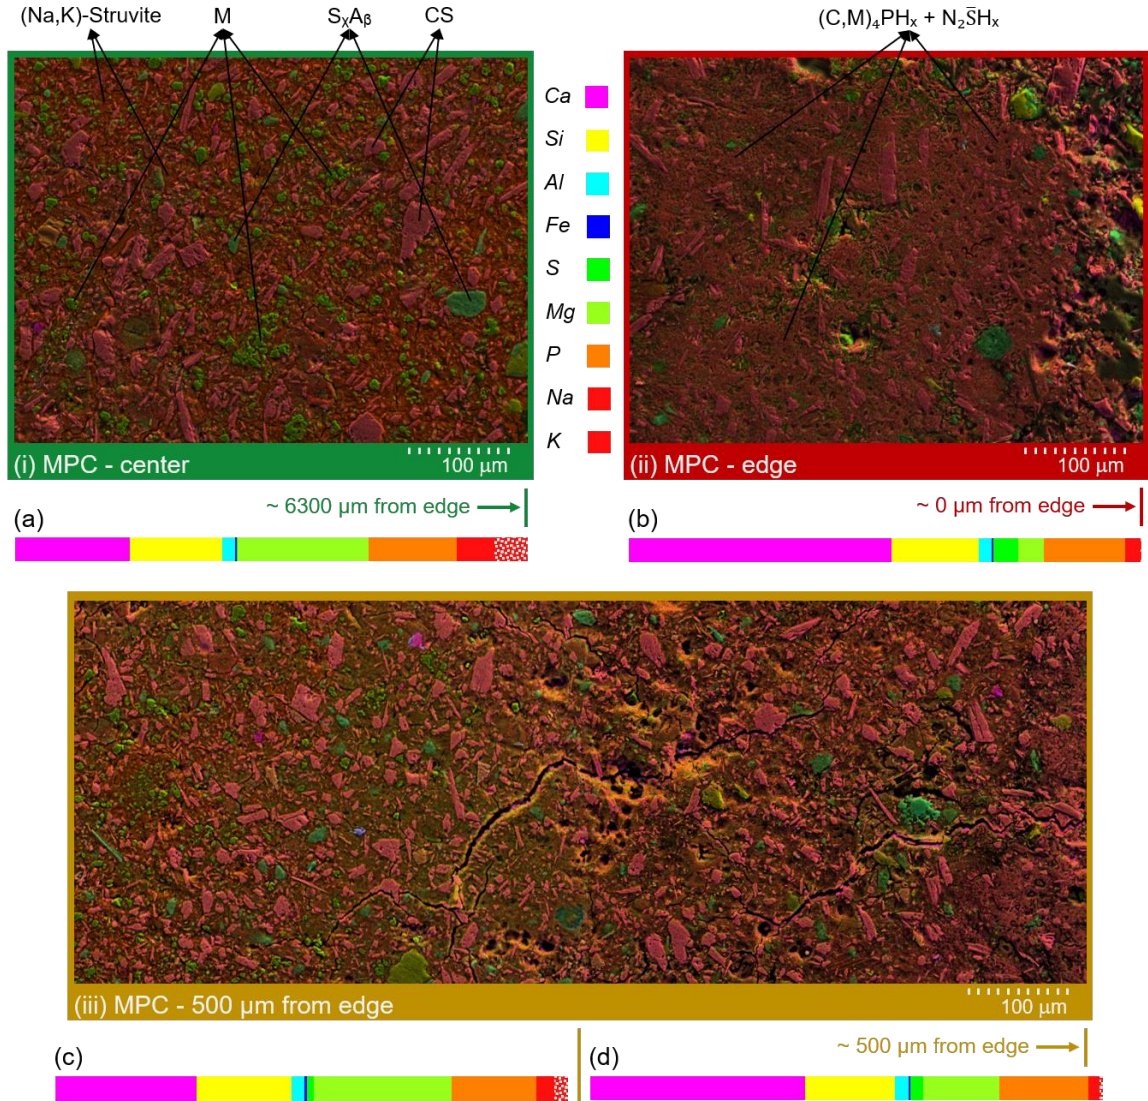 (Na,K)-Struvite M SᵪAᵦ CS
(C,M)₄PHₓ + N₂S̄Hₓ
Ca
Si
Al
Fe
S
Mg
P
Na
K
(i) MPC - center
100 µm
(ii) MPC - edge
100 µm
~ 6300 µm from edge
~ 0 µm from edge
(a)
(b)
(iii) MPC - 500 µm from edge
100 µm
~ 500 µm from edge
(c)
(d)